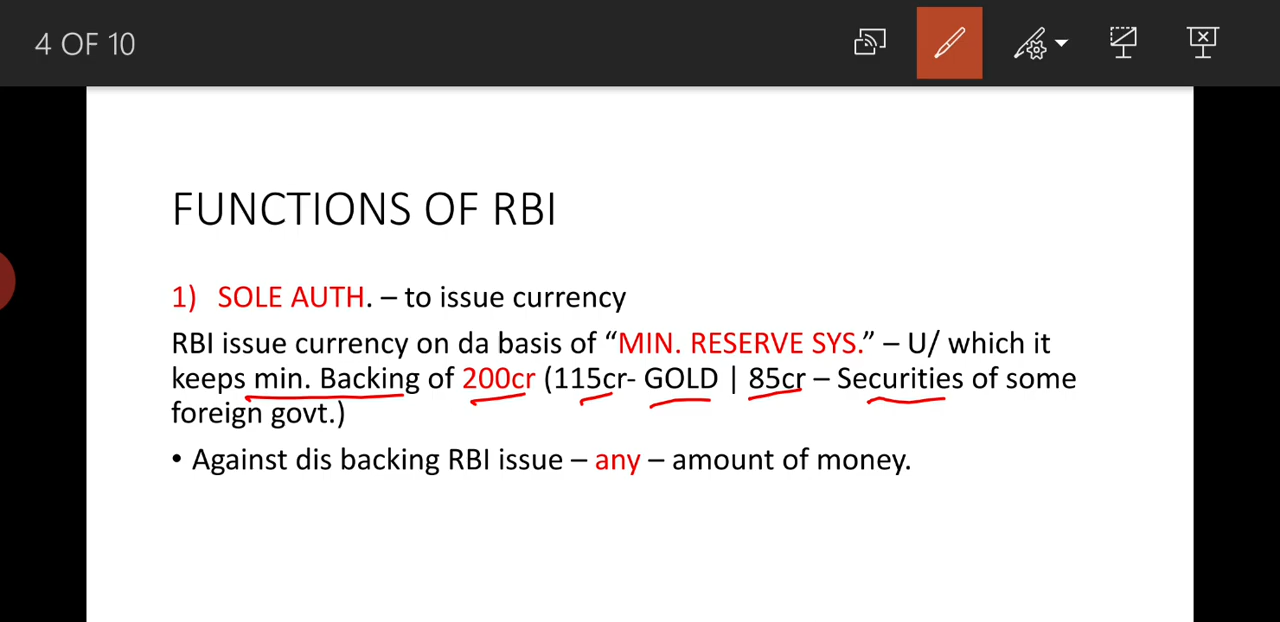 4 OF 10
FUNCTIONS OF RBI
1) SOLE AUTH. – to issue currency
RBI issue currency on da basis of “MIN. RESERVE SYS.” – U/ which it
keeps min. Backing of 200cr (115cr- GOLD | 85cr – Securities of some
foreign govt.)
• Against dis backing RBI issue – any – amount of money.